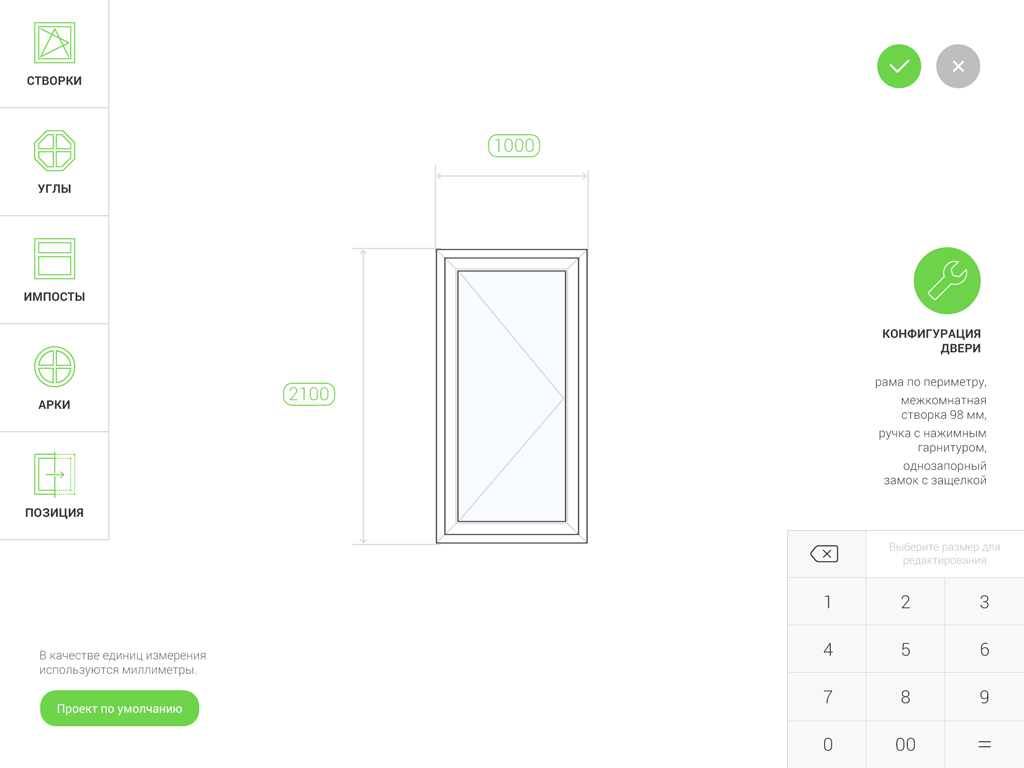 СТВОРКИ
УГЛЫ
ИМПОСТЫ
АРКИ
ПОЗИЦИЯ
1000
2100
КОНФИГУРАЦИЯ
ДВЕРИ
рама по периметру,
межкомнатная
створка 98 мм,
ручка с нажимным
гарнитуром,
однозапорный
замок с защелкой
В качестве единиц измерения
используются миллиметры.
Проект по умолчанию
Выберите размер для
редактирования
1 2 3
4 5 6
7 8 9
0 00 =